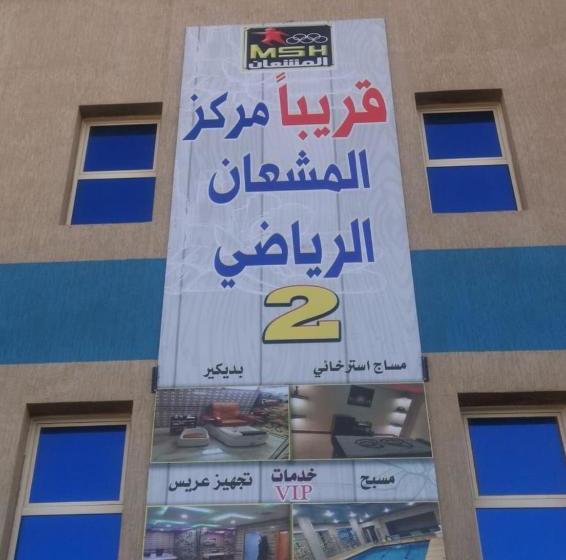 MSH
المشعان
قريباً مركز
المشعان
الرياضي
2
مساج استرخائي بديكير
مسبح خدمات VIP تجهيز عريس